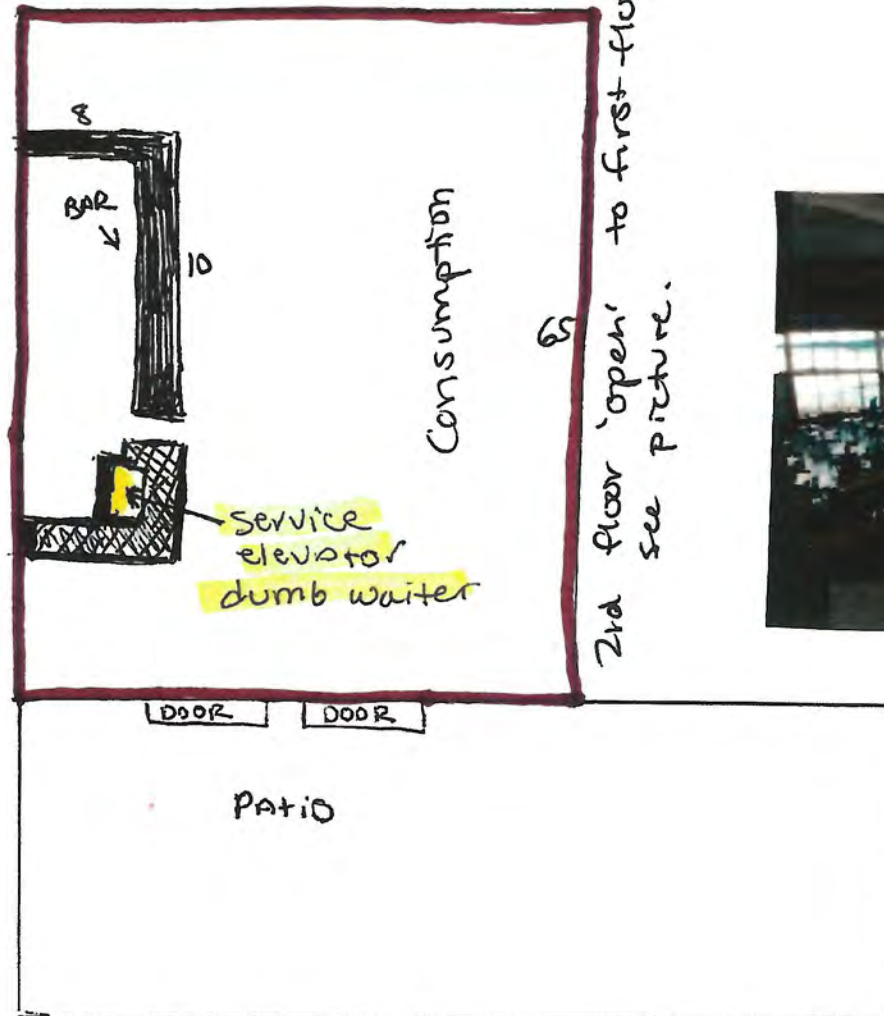 8
BAR
10
Consumption
65
2nd floor 'open' to first flo
see picture.
service
elevator
dumb waiter
DOOR
DOOR
PATiO